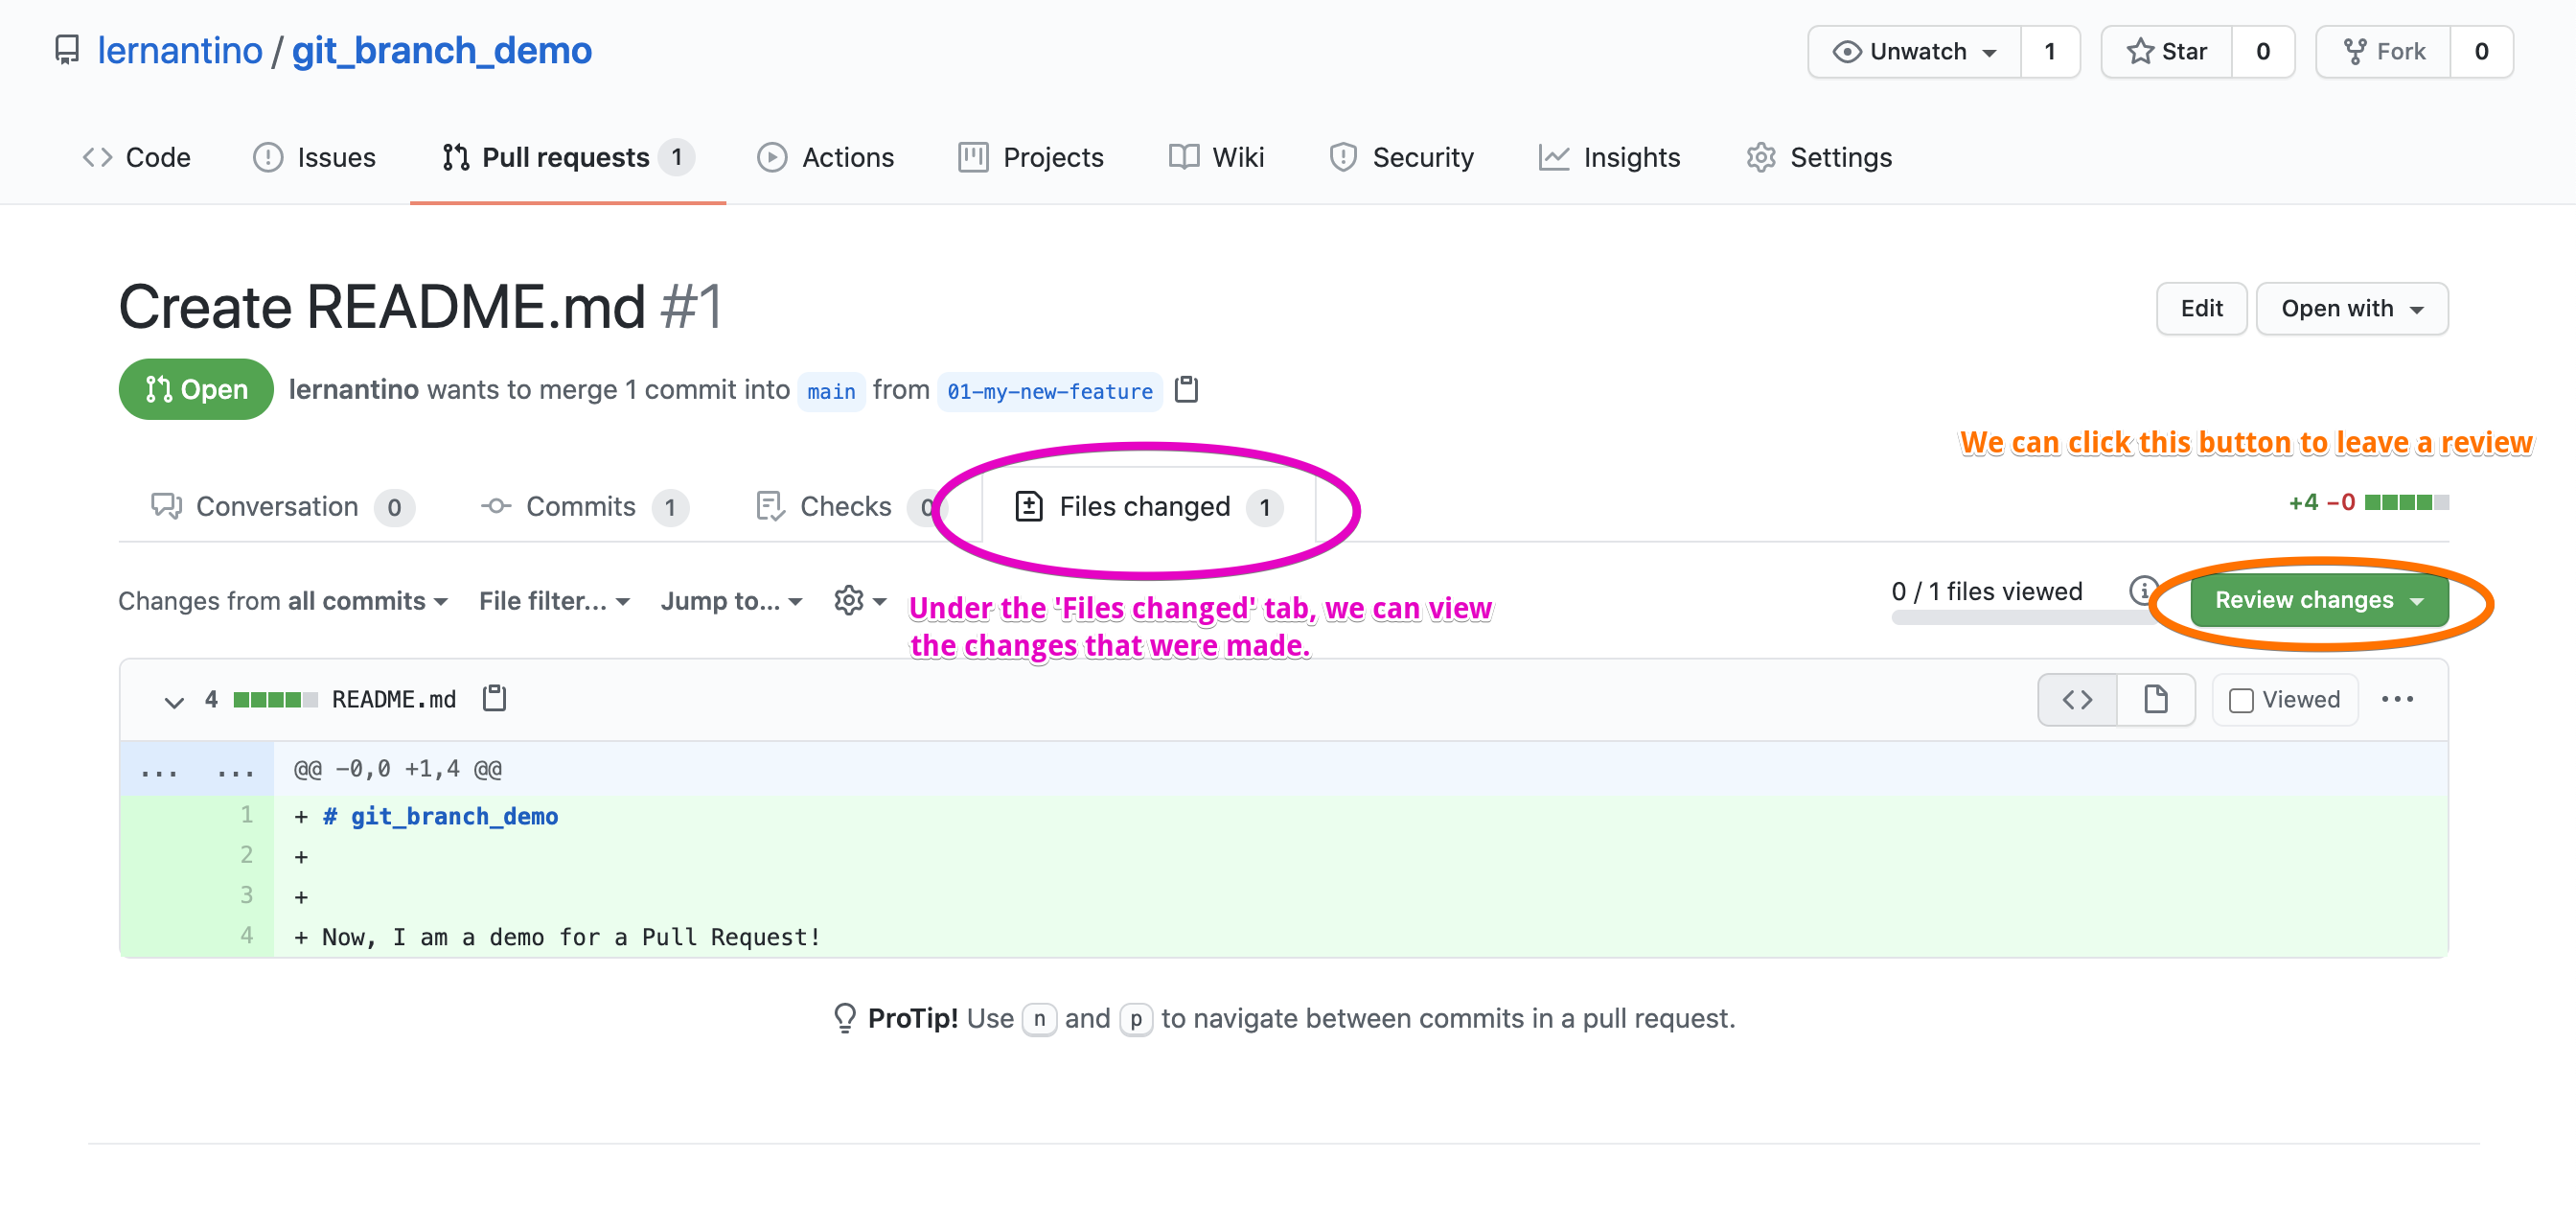 lernantino / git_branch_demo
Unwatch 1 Star 0 Fork 0
Code Issues Pull requests 1 Actions Projects Wiki Security Insights Settings
Create README.md #1
Edit Open with
Open lernantino wants to merge 1 commit into main from 01-my-new-feature
We can click this button to leave a review
Conversation 0 Commits 1 Checks 0 Files changed 1
+4 −0
Changes from all commits File filter... Jump to...
Under the 'Files changed' tab, we can view
the changes that were made.
0 / 1 files viewed
Review changes
4 README.md
Viewed
... ... @@ -0,0 +1,4 @@
1 + # git_branch_demo
2 +
3 +
4 + Now, I am a demo for a Pull Request!
ProTip! Use n and p to navigate between commits in a pull request.